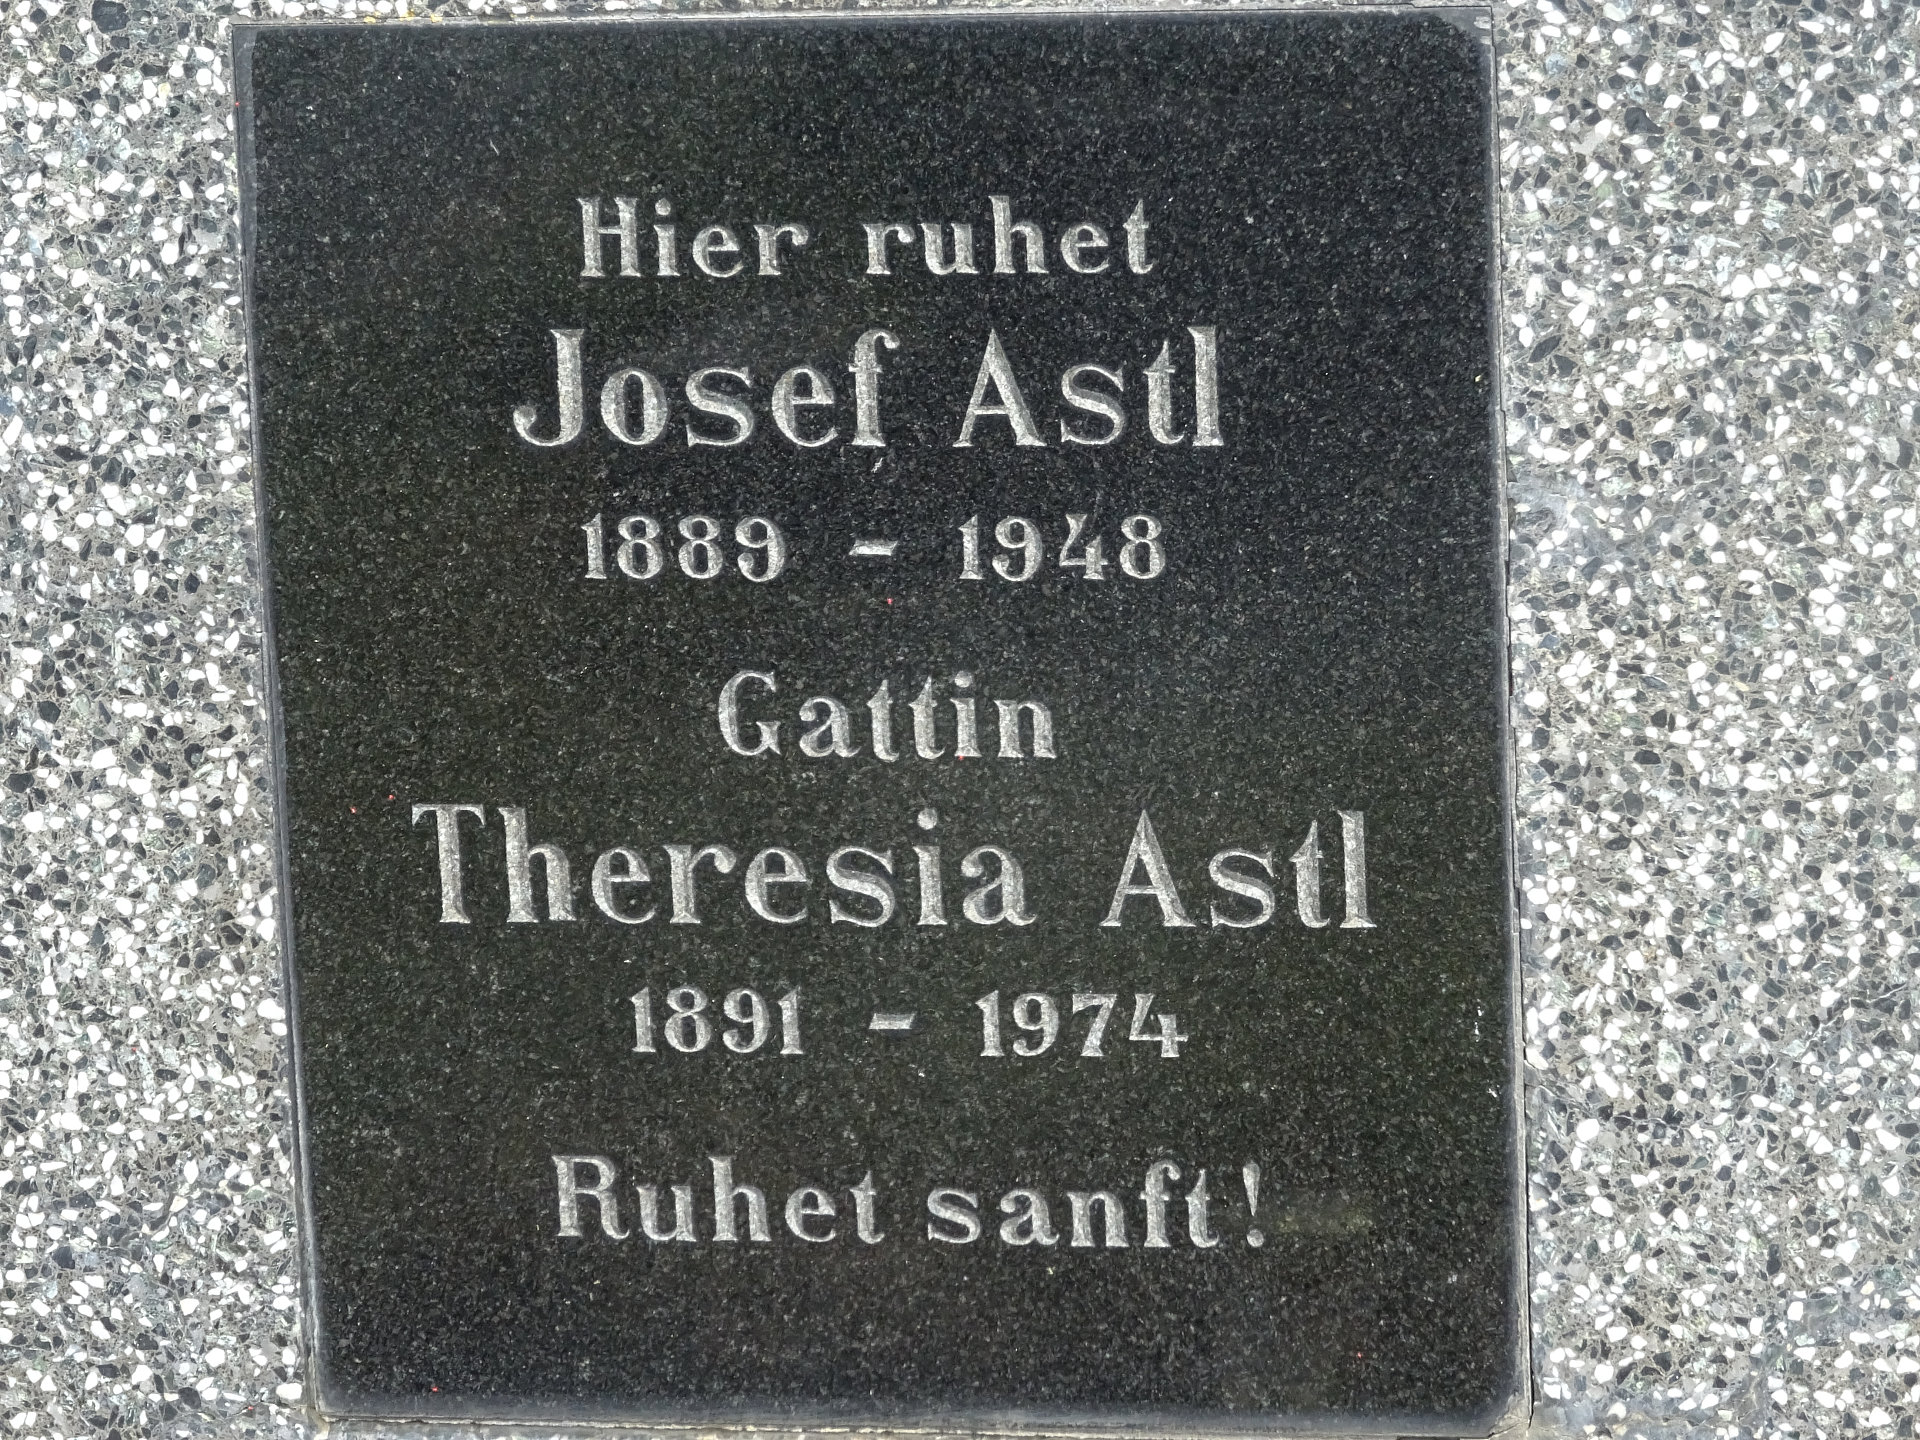 Hier ruhet
Josef Astl
1889 - 1948
Gattin
Theresia Astl
1891 - 1974
Ruhet sanft!